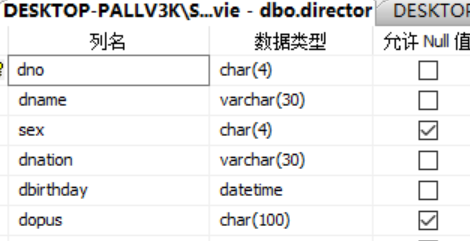 DESKTOP-PALLV3K\S...vie - dbo.director DESKTOP
列名 数据类型 允许 Null 值
dno char(4)
dname varchar(30)
sex char(4)
dnation varchar(30)
dbirthday datetime
dopus char(100)